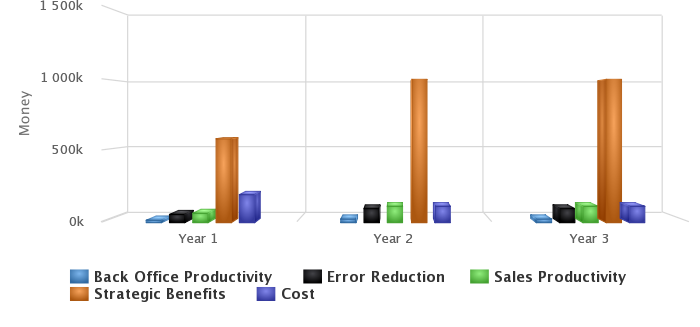 1 500k
1 000k
500k
0k
Money
Year 1 Year 2 Year 3
Back Office Productivity Error Reduction Sales Productivity
Strategic Benefits Cost